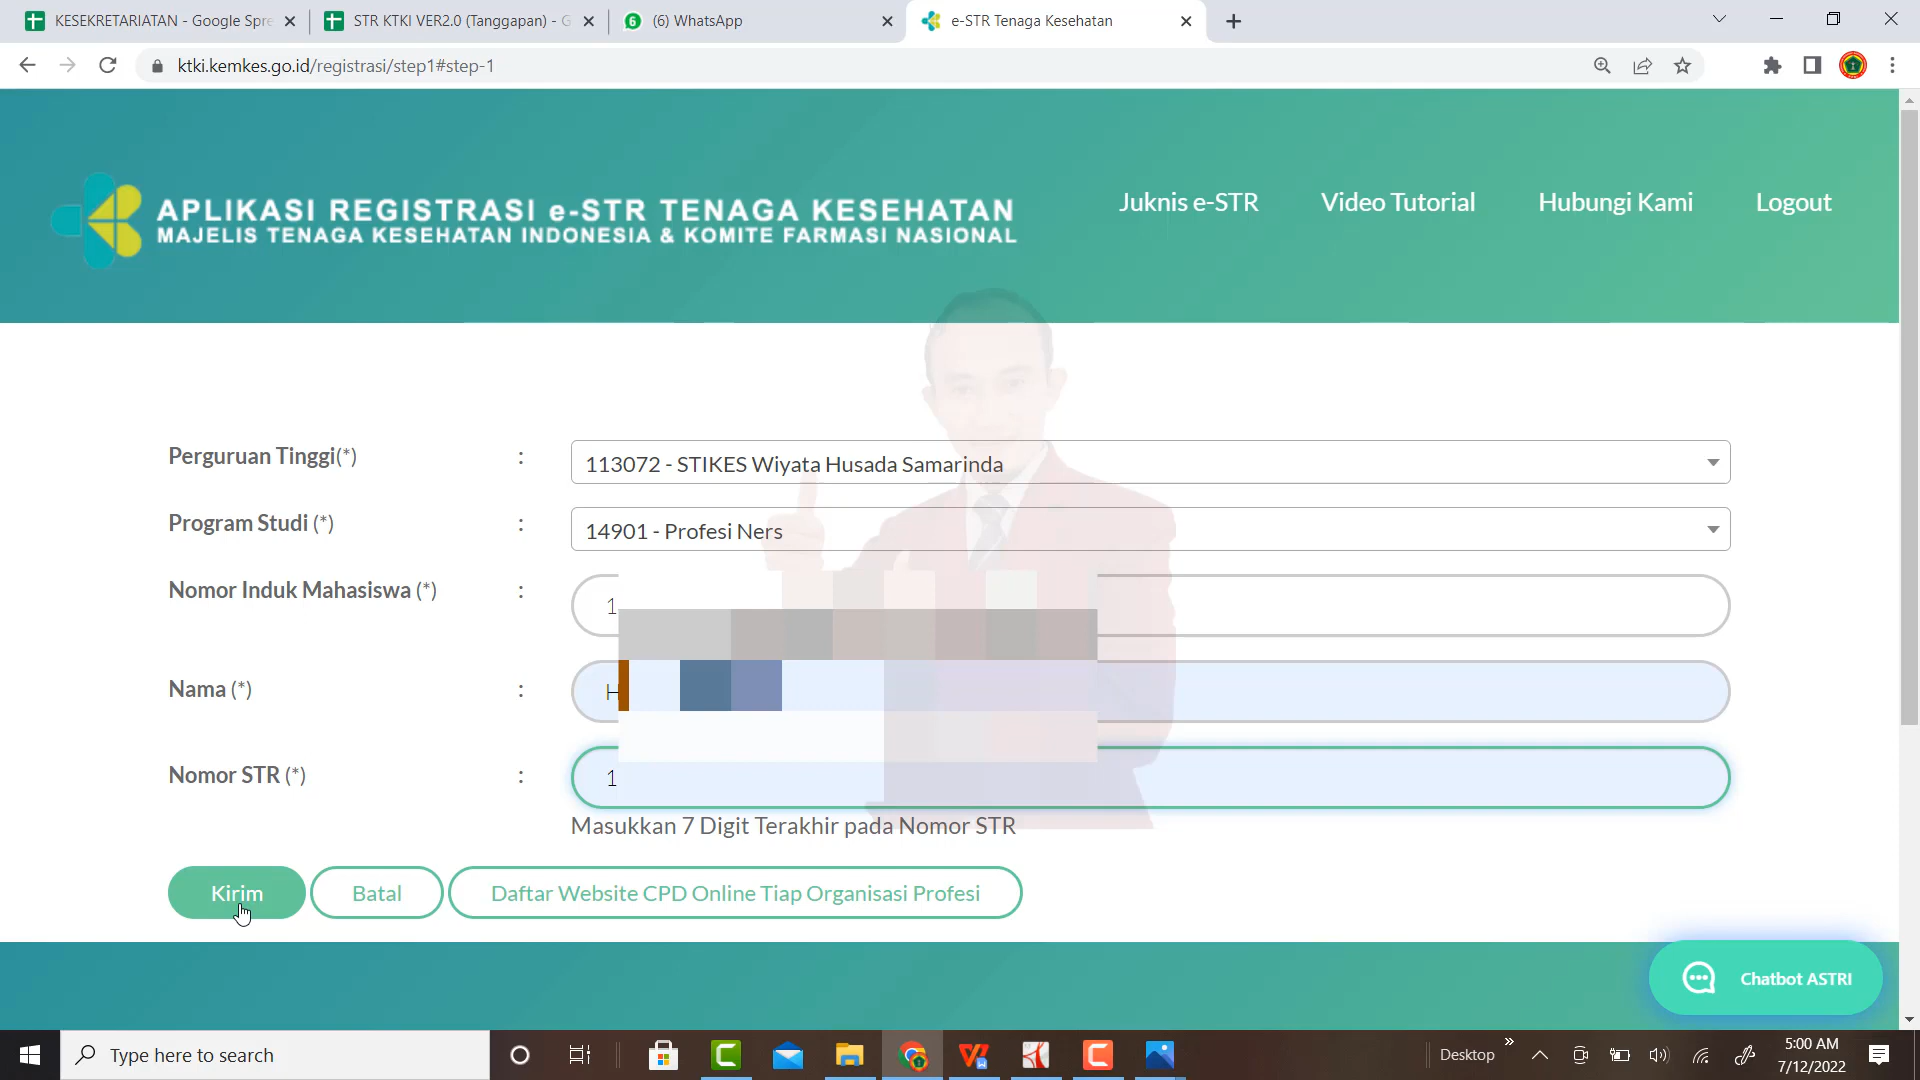 KESEKRETARIATAN - Google Spre
STR KTKI VER2.0 (Tanggapan) - G
(6) WhatsApp
e-STR Tenaga Kesehatan
ktki.kemkes.go.id/registrasi/step1#step-1
APLIKASI REGISTRASI e-STR TENAGA KESEHATAN
MAJELIS TENAGA KESEHATAN INDONESIA & KOMITE FARMASI NASIONAL
Juknis e-STR
Video Tutorial
Hubungi Kami
Logout
Perguruan Tinggi(*) : 113072 - STIKES Wiyata Husada Samarinda
Program Studi (*) : 14901 - Profesi Ners
Nomor Induk Mahasiswa (*) : 1
Nama (*) : H
Nomor STR (*) : 1
Masukkan 7 Digit Terakhir pada Nomor STR
Kirim
Batal
Daftar Website CPD Online Tiap Organisasi Profesi
Chatbot ASTRI
Type here to search
Desktop
5:00 AM
7/12/2022